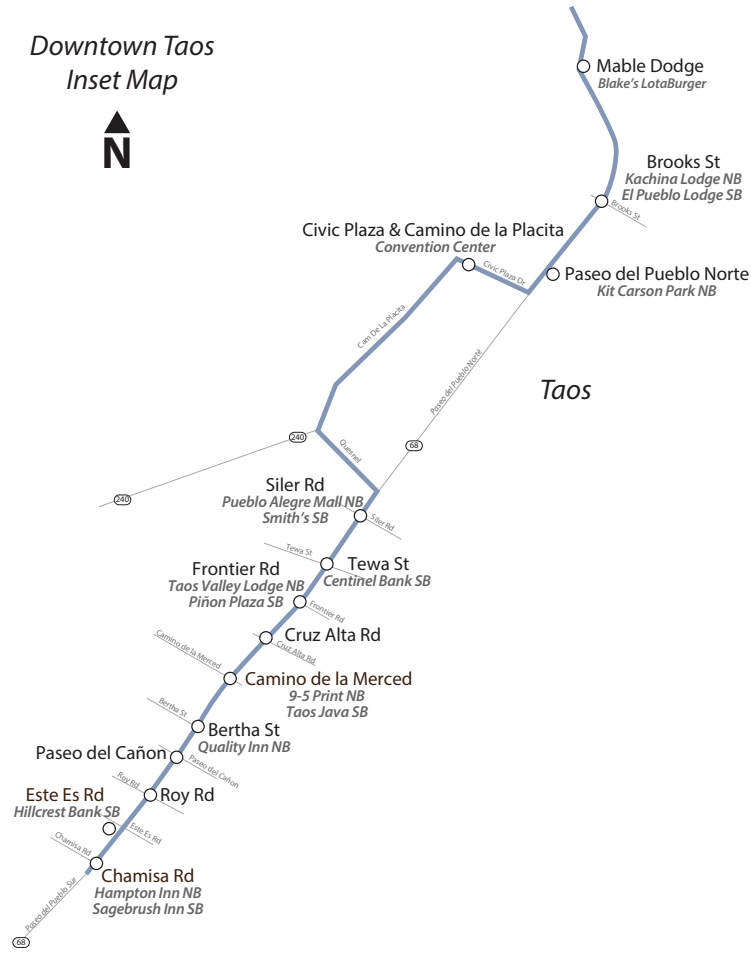 Downtown Taos
Inset Map
N
Mable Dodge
Blake's LotaBurger
Brooks St
Kachina Lodge NB
El Pueblo Lodge SB
Brooks St
Civic Plaza & Camino de la Placita
Convention Center
Civic Plaza Dr
Paseo del Pueblo Norte
Kit Carson Park NB
Cam De La Placita
Paseo del Pueblo Norte
Taos
240
68
Quesnel
240
Siler Rd
Pueblo Alegre Mall NB
Smith's SB
Siler Rd
Tewa St
Tewa St
Centinel Bank SB
Frontier Rd
Taos Valley Lodge NB
Piñon Plaza SB
Frontier Rd
Cruz Alta Rd
Cruz Alta Rd
Camino de la Merced
Camino de la Merced
9-5 Print NB
Taos Java SB
Bertha St
Bertha St
Quality Inn NB
Paseo del Cañon
Paseo del Cañon
Roy Rd
Roy Rd
Este Es Rd
Hillcrest Bank SB
Este Es Rd
Chamisa Rd
Chamisa Rd
Hampton Inn NB
Sagebrush Inn SB
Paseo del Pueblo Sur
68